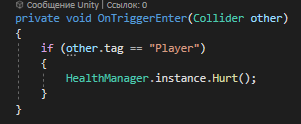 Сообщение Unity | Ссылок: 0
private void OnTriggerEnter(Collider other)
{
if (other.tag == "Player")
{
HealthManager.instance.Hurt();
}
}